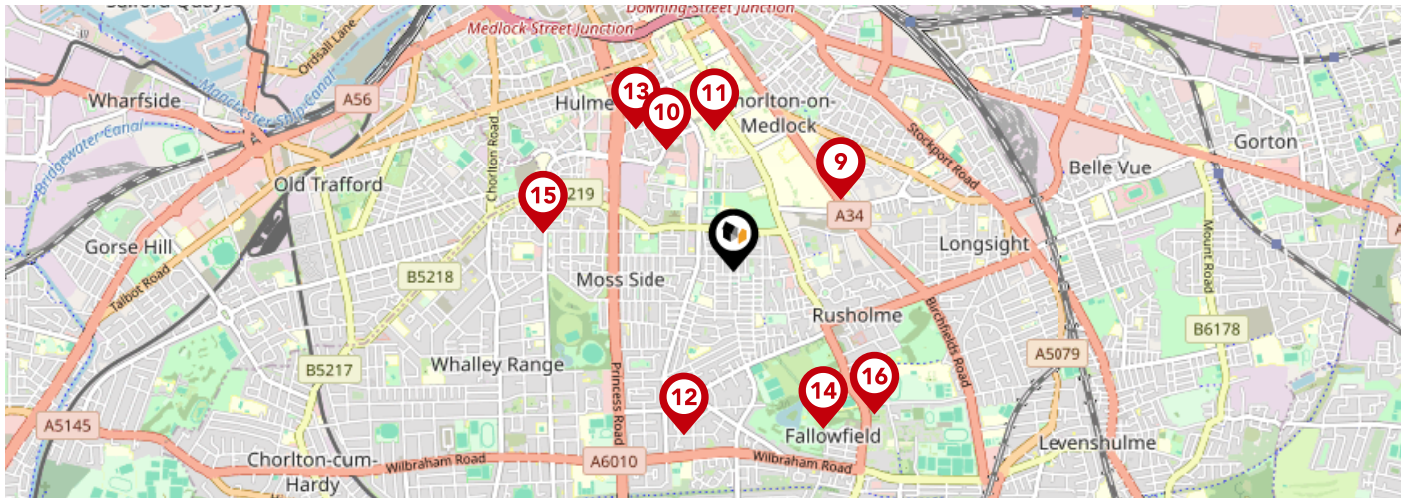 Salford Quays
Ordsall Lane
Downing Street Junction
Medlock Street Junction
Wharfside
Manchester Ship Canal
A56
A
Bridgewater Canal
13
10
11
Hulme
horlton-on-
Medlock
Stockport Road
Gorton
Belle Vue
9
Chorlton Road
Old Trafford
15
219
A34
A
Gorse Hill
Talbot Road
B5218
Moss Side
Longsight
Mount Road
Rusholme
Birchfields Road
B6178
A5079
B5217
Whalley Range
Princess Road
12
14
16
A5145
Fallowfield
Levenshulme
Chorlton-cum-
Hardy
Wilbraham Road
A6010
Wilbraham Road